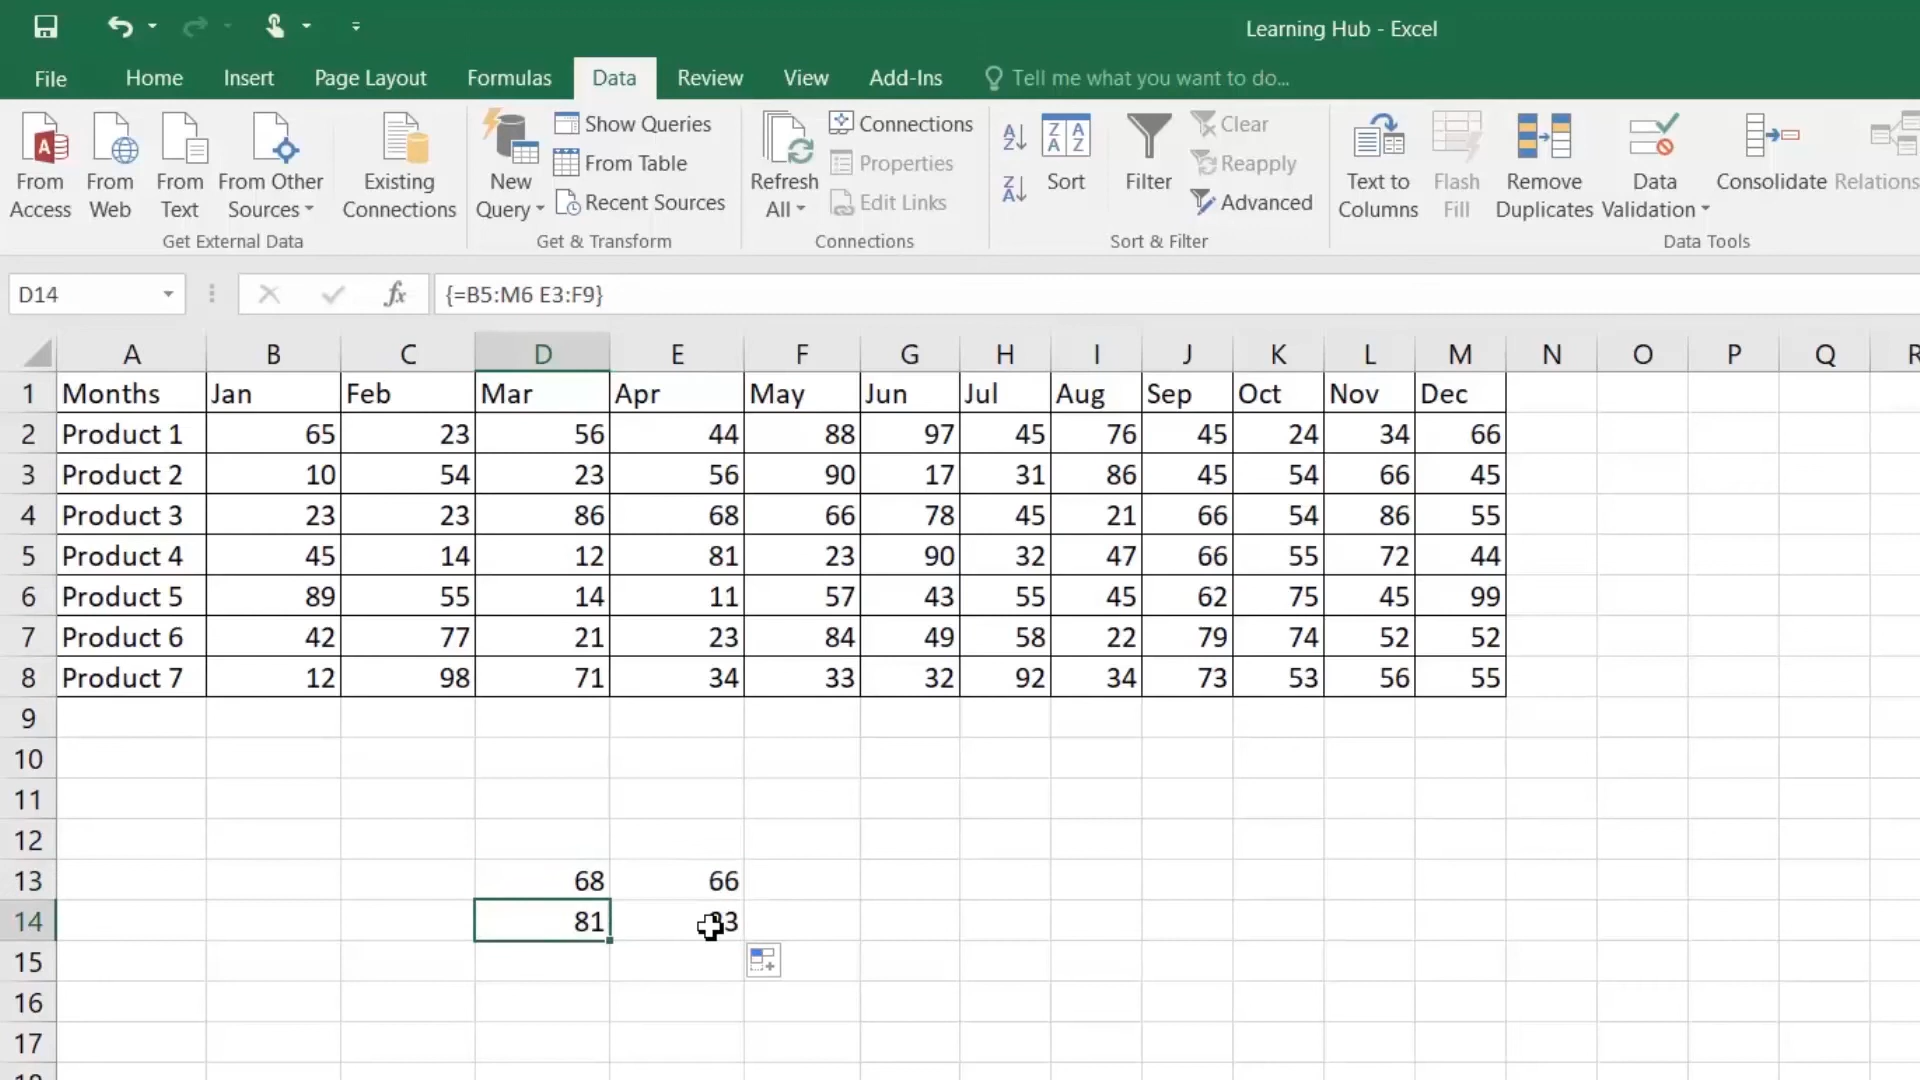 Learning Hub - Excel
File Home Insert Page Layout Formulas Data Review View Add-Ins Tell me what you want to do...
From Access
From Web
From Text
From Other Sources
Existing Connections
Get External Data
New Query
Show Queries
From Table
Recent Sources
Get & Transform
Refresh All
Connections
Properties
Edit Links
Connections
Sort
Filter
Clear
Reapply
Advanced
Sort & Filter
Text to Columns
Flash Fill
Remove Duplicates
Data Validation
Consolidate
Data Tools
D14 fx {=B5:M6 E3:F9}
A B C D E F G H I J K L M N O P Q R
1 Months Jan Feb Mar Apr May Jun Jul Aug Sep Oct Nov Dec
2 Product 1 65 23 56 44 88 97 45 76 45 24 34 66
3 Product 2 10 54 23 56 90 17 31 86 45 54 66 45
4 Product 3 23 23 86 68 66 78 45 21 66 54 86 55
5 Product 4 45 14 12 81 23 90 32 47 66 55 72 44
6 Product 5 89 55 14 11 57 43 55 45 62 75 45 99
7 Product 6 42 77 21 23 84 49 58 22 79 74 52 52
8 Product 7 12 98 71 34 33 32 92 34 73 53 56 55
9
10
11
12
13 68 66
14 81
15
16
17